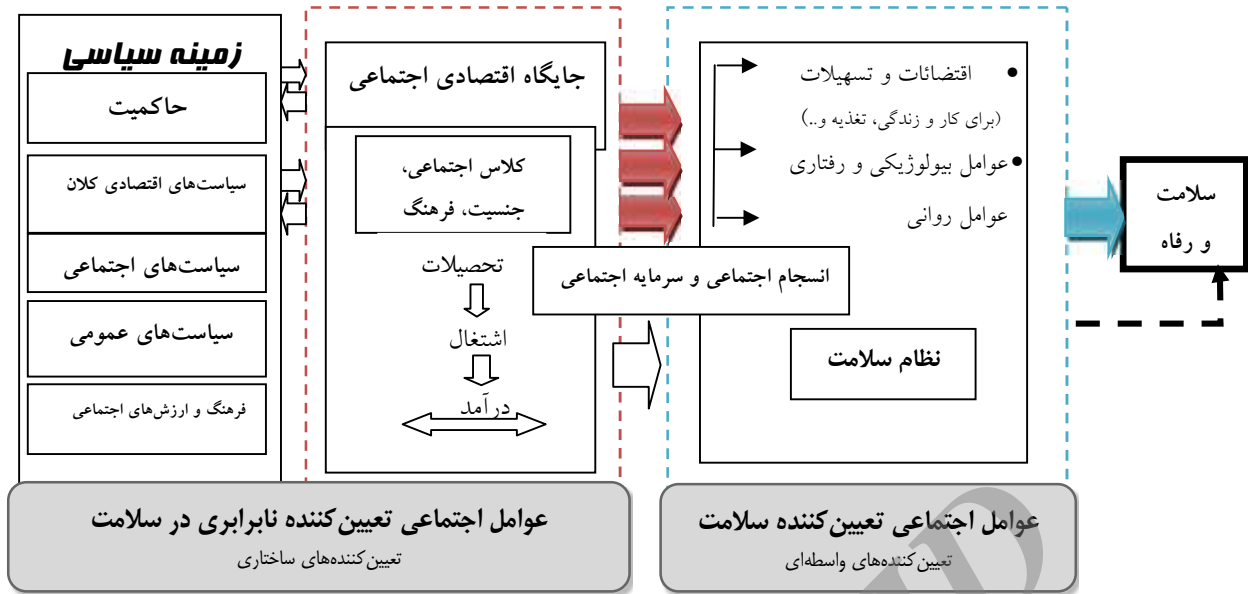 زمینه سیاسی
حاکمیت
سیاست‌های اقتصادی کلان
سیاست‌های اجتماعی
سیاست‌های عمومی
فرهنگ و ارزش‌های اجتماعی
جایگاه اقتصادی اجتماعی
کلاس اجتماعی،
جنسیت، فرهنگ
تحصیلات
اشتغال
درآمد
انسجام اجتماعی و سرمایه اجتماعی
• اقتضائات و تسهیلات
(برای کار و زندگی، تغذیه و..)
• عوامل بیولوژیکی و رفتاری
عوامل روانی
نظام سلامت
سلامت
و رفاه
عوامل اجتماعی تعیین‌کننده نابرابری در سلامت
تعیین‌کننده‌های ساختاری
عوامل اجتماعی تعیین‌کننده سلامت
تعیین‌کننده‌های واسطه‌ای